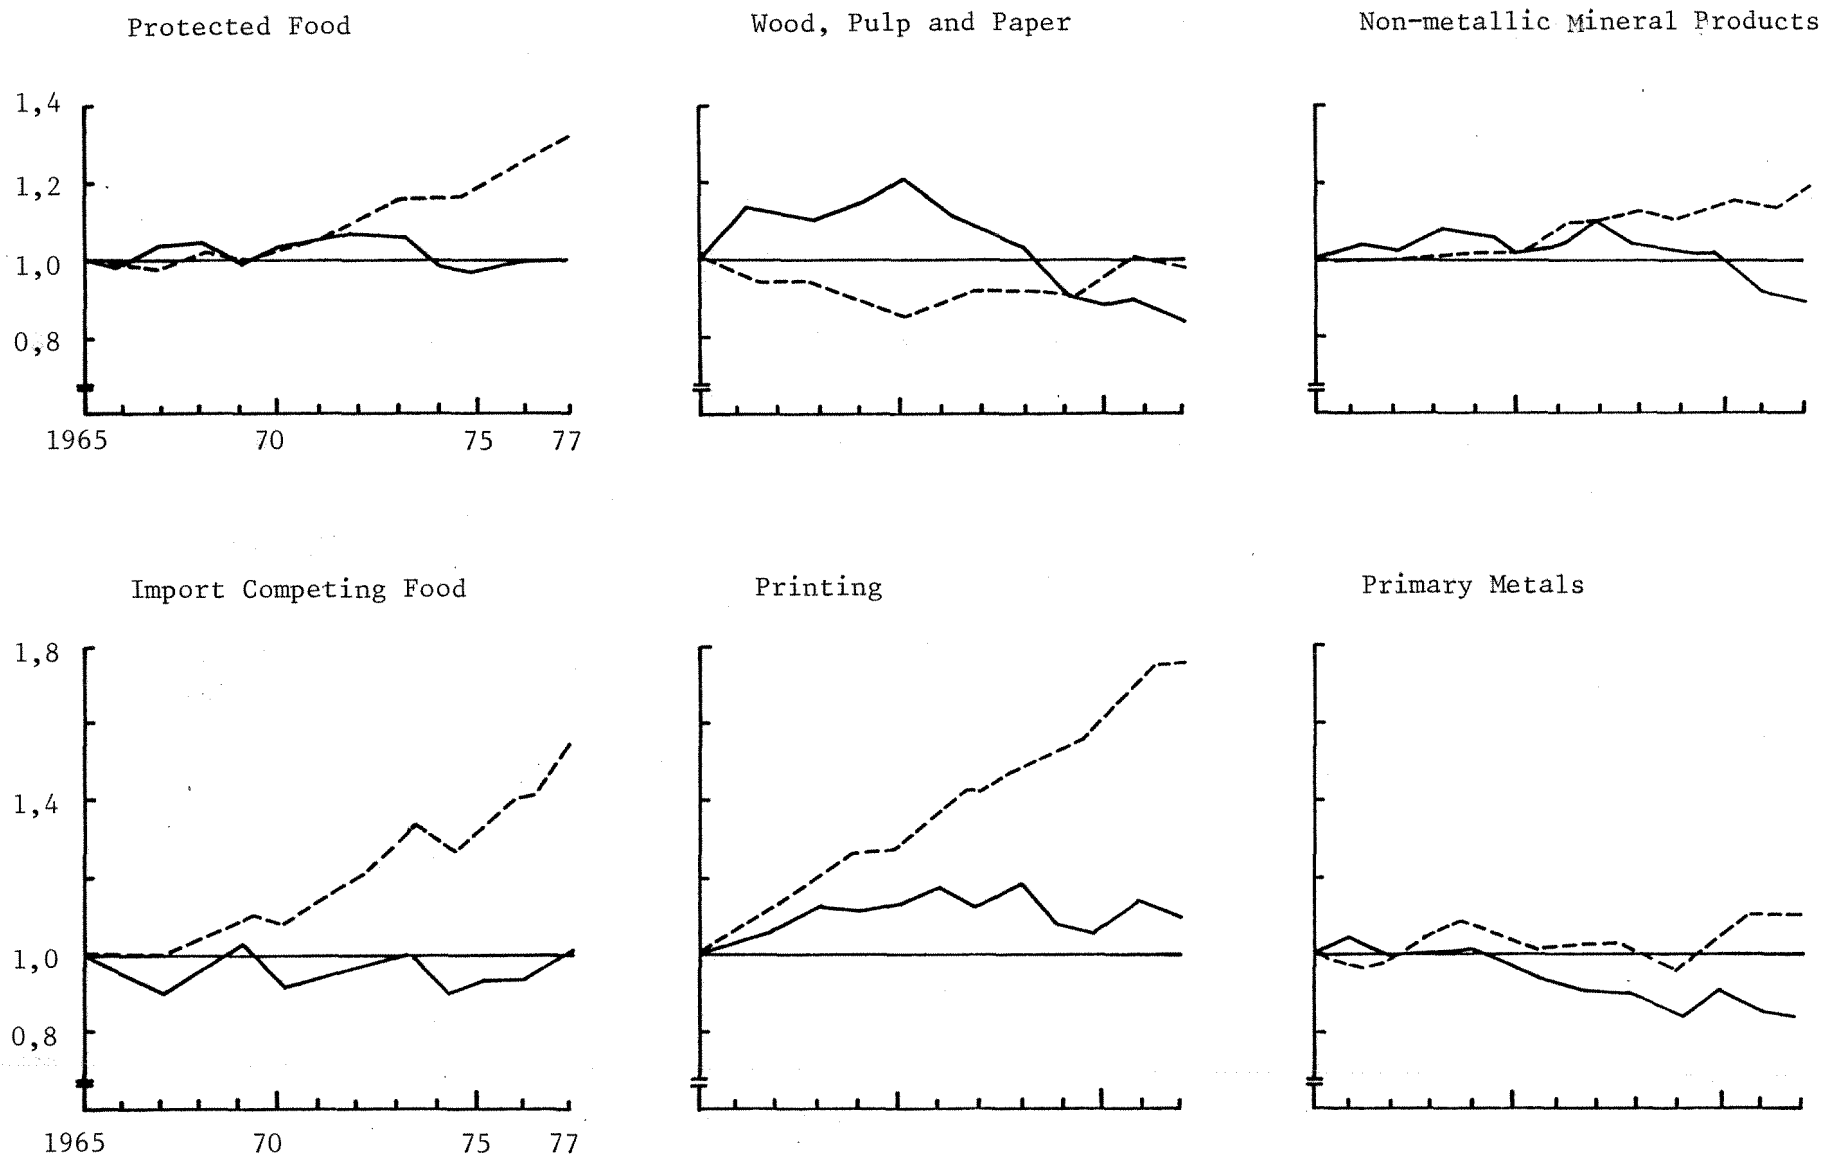 Protected Food
Wood, Pulp and Paper
Non-metallic Mineral Products
1,4
1,2
1,0
0,8
1965 70 75 77
Import Competing Food
Printing
Primary Metals
1,8
1,4
1,0
0,8
1965 70 75 77